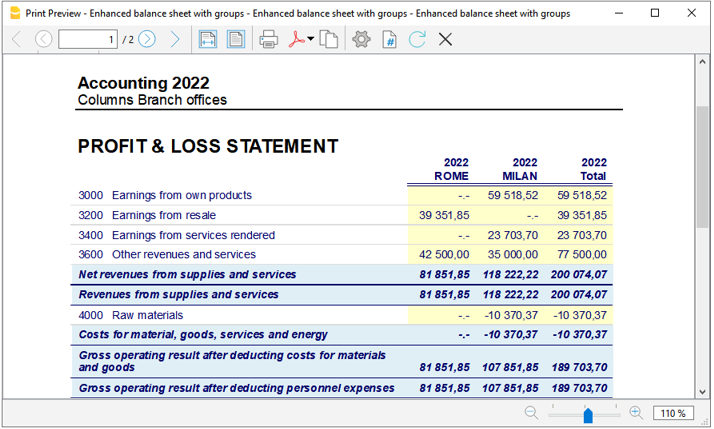 Print Preview - Enhanced balance sheet with groups - Enhanced balance sheet with groups - Enhanced balance sheet with groups
1 / 2
Accounting 2022
Columns Branch offices
PROFIT & LOSS STATEMENT
2022 2022 2022
ROME MILAN Total
3000 Earnings from own products -.- 59 518,52 59 518,52
3200 Earnings from resale 39 351,85 -.- 39 351,85
3400 Earnings from services rendered -.- 23 703,70 23 703,70
3600 Other revenues and services 42 500,00 35 000,00 77 500,00
Net revenues from supplies and services 81 851,85 118 222,22 200 074,07
Revenues from supplies and services 81 851,85 118 222,22 200 074,07
4000 Raw materials -.- -10 370,37 -10 370,37
Costs for material, goods, services and energy -.- -10 370,37 -10 370,37
Gross operating result after deducting costs for materials
and goods 81 851,85 107 851,85 189 703,70
Gross operating result after deducting personnel expenses 81 851,85 107 851,85 189 703,70
110 %